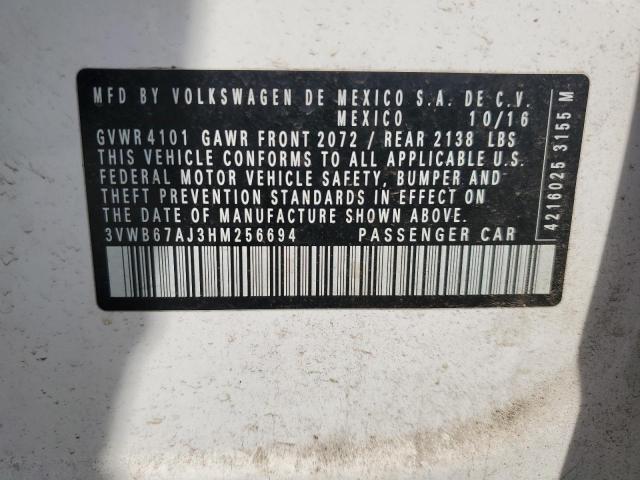 MFD BY VOLKSWAGEN DE MEXICO S.A. DE C.V.
MEXICO 10/16
GVWR 4101 GAWR FRONT 2072 / REAR 2138 LBS
THIS VEHICLE CONFORMS TO ALL APPLICABLE U.S.
FEDERAL MOTOR VEHICLE SAFETY, BUMPER AND
THEFT PREVENTION STANDARDS IN EFFECT ON
THE DATE OF MANUFACTURE SHOWN ABOVE.
3VWB67AJ3HM256694 PASSENGER CAR
4216025 3155 M